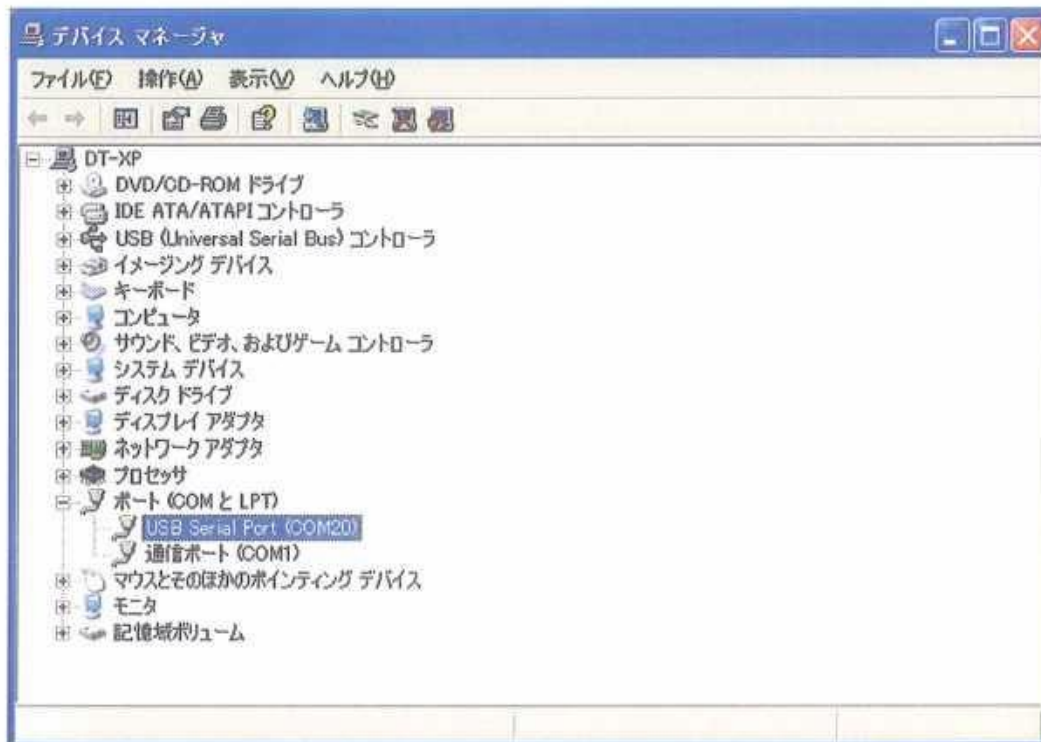 デバイス マネージャ
ファイル(F) 操作(A) 表示(V) ヘルプ(H)
DT-XP
DVD/CD-ROM ドライブ
IDE ATA/ATAPI コントローラ
USB (Universal Serial Bus) コントローラ
イメージング デバイス
キーボード
コンピュータ
サウンド、ビデオ、およびゲーム コントローラ
システム デバイス
ディスク ドライブ
ディスプレイ アダプタ
ネットワーク アダプタ
プロセッサ
ポート (COM と LPT)
USB Serial Port (COM20)
通信ポート (COM1)
マウスとそのほかのポインティング デバイス
モニタ
記憶域ボリューム